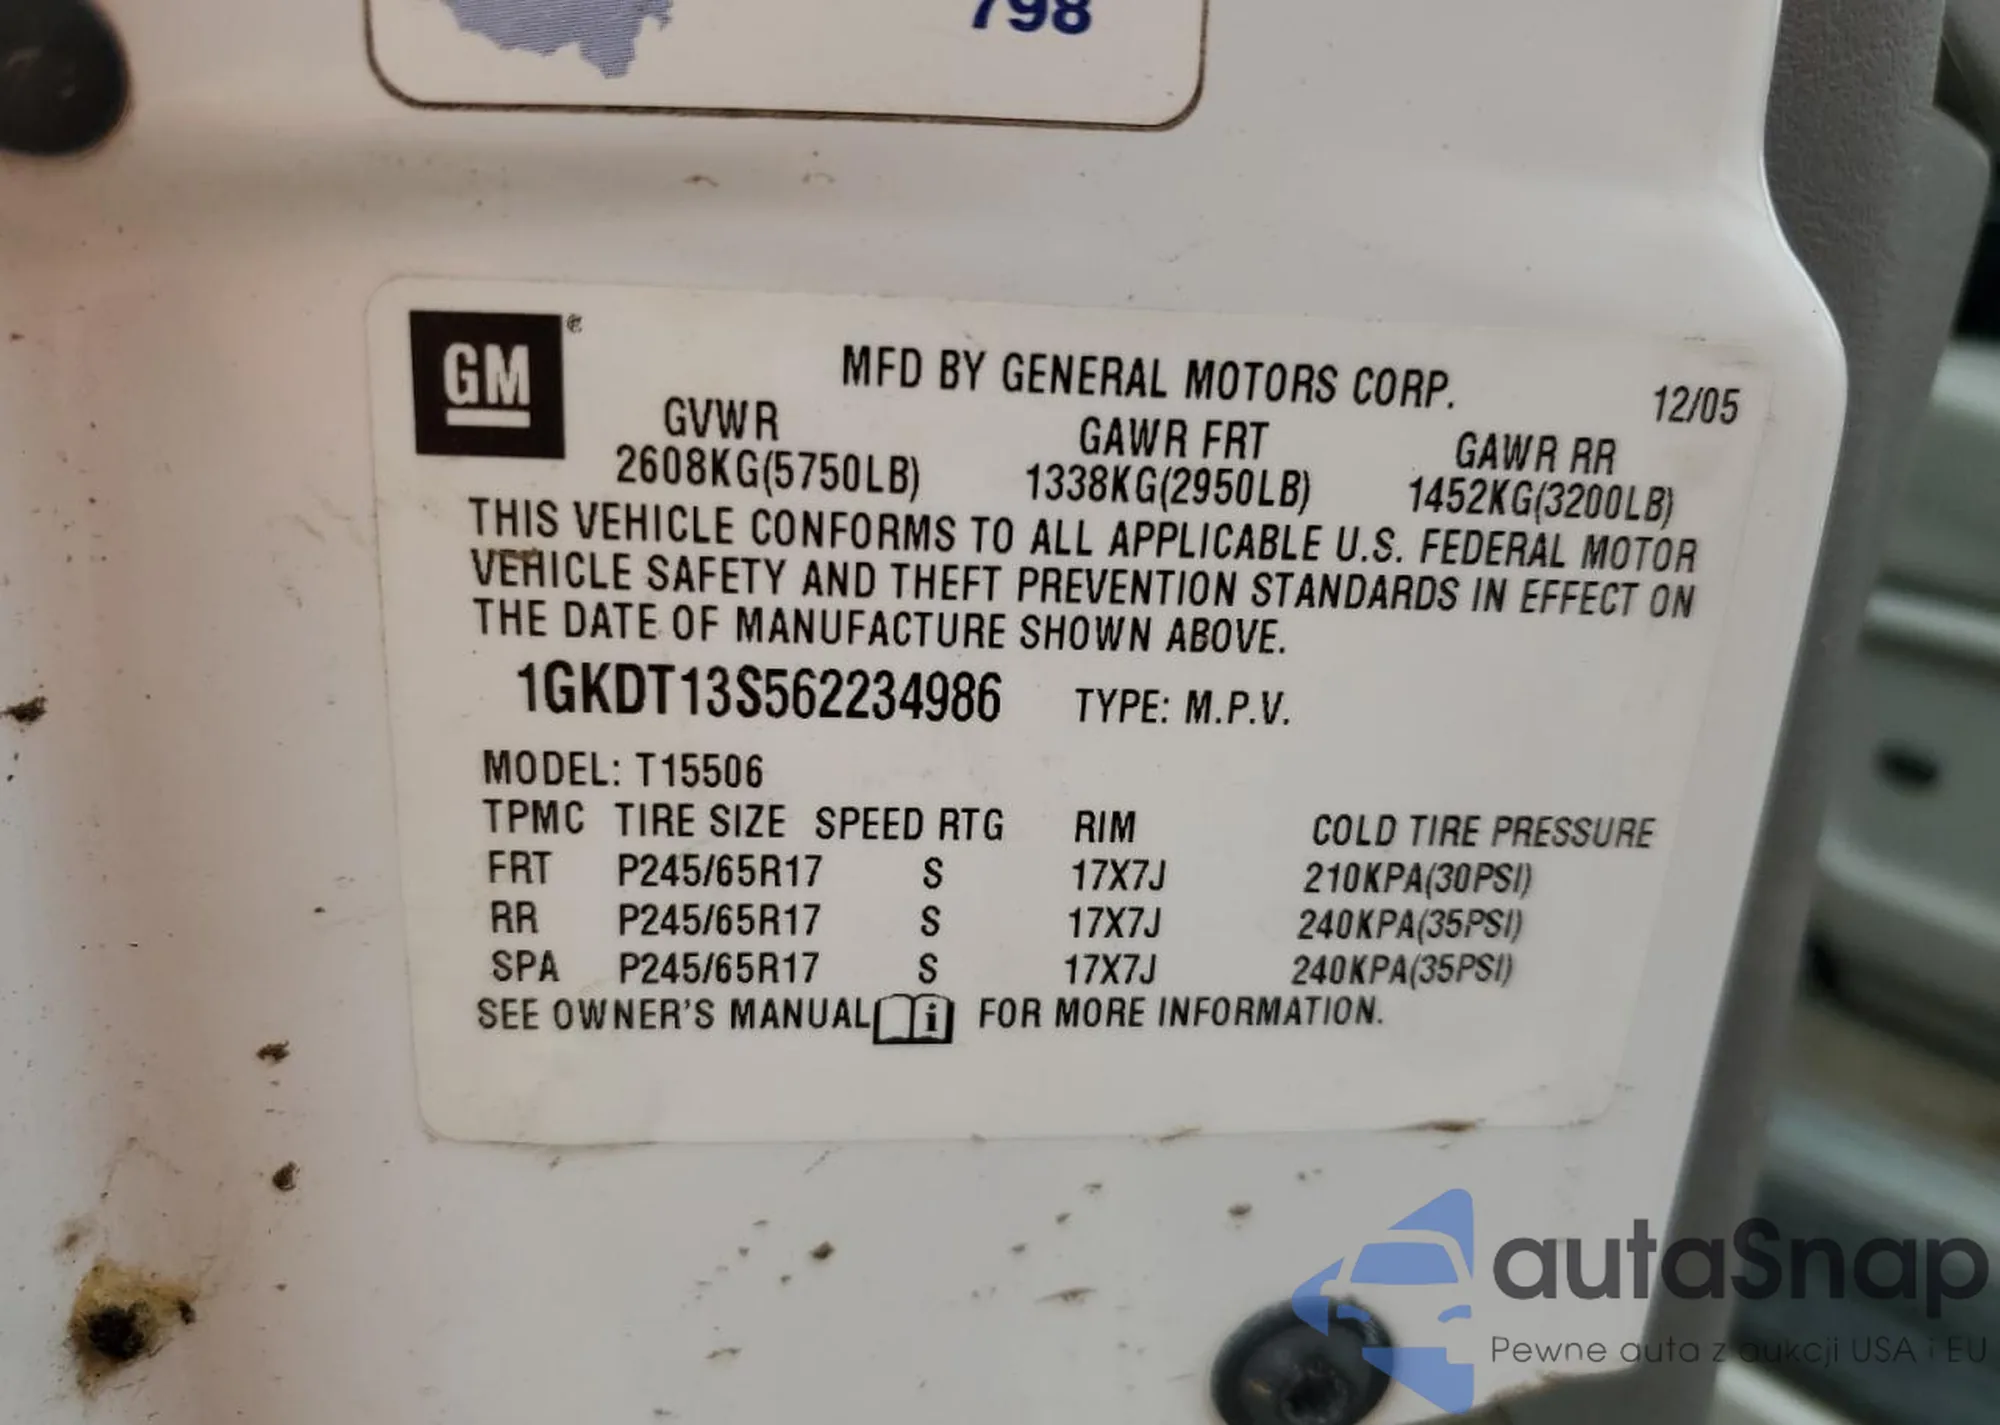 798
GM
MFD BY GENERAL MOTORS CORP. 12/05
GVWR GAWR FRT GAWR RR
2608KG(5750LB) 1338KG(2950LB) 1452KG(3200LB)
THIS VEHICLE CONFORMS TO ALL APPLICABLE U.S. FEDERAL MOTOR
VEHICLE SAFETY AND THEFT PREVENTION STANDARDS IN EFFECT ON
THE DATE OF MANUFACTURE SHOWN ABOVE.
1GKDT13S562234986 TYPE: M.P.V.
MODEL: T15506
TPMC TIRE SIZE SPEED RTG RIM COLD TIRE PRESSURE
FRT P245/65R17 S 17X7J 210KPA(30PSI)
RR P245/65R17 S 17X7J 240KPA(35PSI)
SPA P245/65R17 S 17X7J 240KPA(35PSI)
SEE OWNER'S MANUAL i FOR MORE INFORMATION.
autaSnap
Pewne auta z aukcji USA i EU